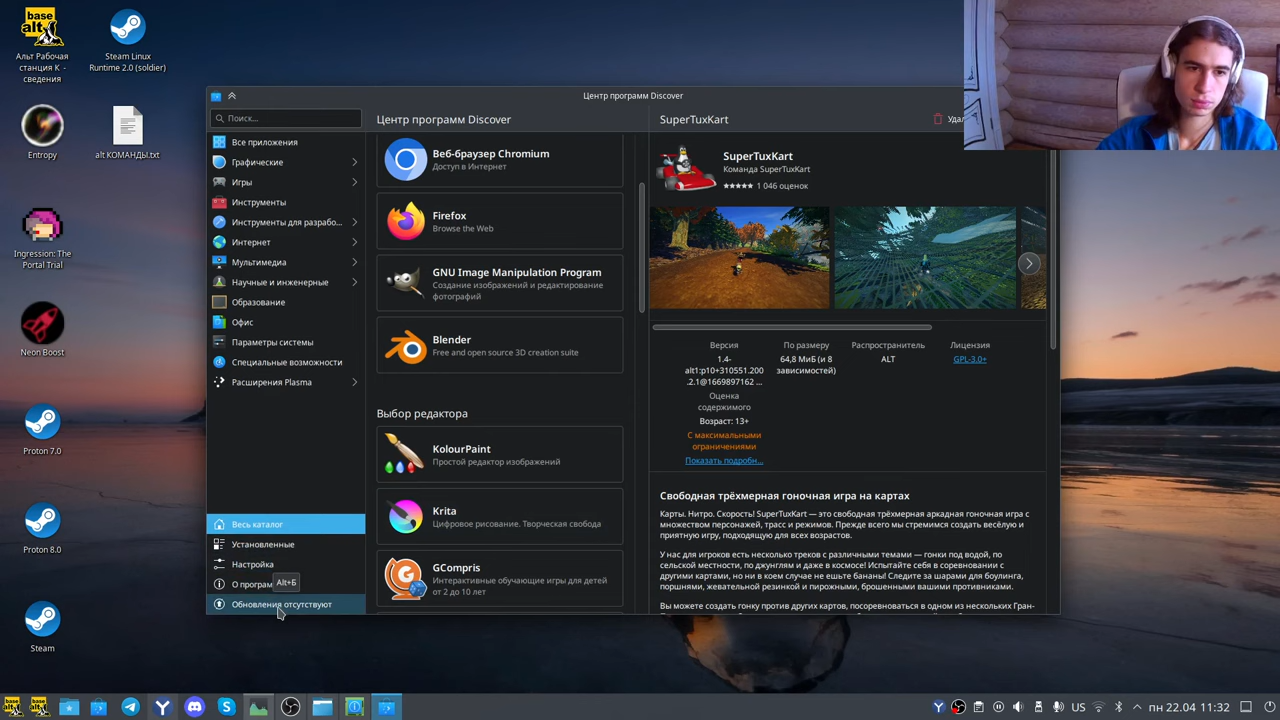 base
alt
Альт Рабочая
станция К -
сведения
Steam Linux
Runtime 2.0 (soldier)
Entropy
alt КОМАНДЫ.txt
Ingression: The
Portal Trial
Neon Boost
Proton 7.0
Proton 8.0
Steam
Центр программ Discover
Поиск...
Все приложения
Графические
Игры
Инструменты
Инструменты для разрабо...
Интернет
Мультимедиа
Научные и инженерные
Образование
Офис
Параметры системы
Специальные возможности
Расширения Plasma
Весь каталог
Установленные
Настройка
О програм
Alt+Б
Обновления отсутствуют
Центр программ Discover
Веб-браузер Chromium
Доступ в Интернет
Firefox
Browse the Web
GNU Image Manipulation Program
Создание изображений и редактирование
фотографий
Blender
Free and open source 3D creation suite
Выбор редактора
KolourPaint
Простой редактор изображений
Krita
Цифровое рисование. Творческая свобода
GCompris
Интерактивные обучающие игры для детей
от 2 до 10 лет
SuperTuxKart
Удал
SuperTuxKart
Команда SuperTuxKart
1 046 оценок
Версия
1.4-
alt1:p10+310551.200
.2.1@1669897162 ...
По размеру
64,8 МиБ (и 8
зависимостей)
Распространитель
ALT
Лицензия
GPL-3.0+
Оценка
содержимого
Возраст: 13+
С максимальными
ограничениями
Показать подробн...
Свободная трёхмерная гоночная игра на картах
Карты. Нитро. Скорость! SuperTuxKart — это свободная трёхмерная аркадная гоночная игра с
множеством персонажей, трасс и режимов. Прежде всего мы стремимся создать весёлую и
приятную игру, подходящую для всех возрастов.
У нас для игроков есть несколько треков с различными темами — гонки под водой, по
сельской местности, по джунглям и даже в космосе! Испытайте себя в соревновании с
другими картами, но ни в коем случае не ешьте бананы! Следите за шарами для боулинга,
поршнями, жевательной резинкой и пирожными, брошенными вашими противниками.
Вы можете создать гонку против других картов, посоревноваться в одном из нескольких Гран-
base
alt
base
alt
US
пн 22.04
11:32